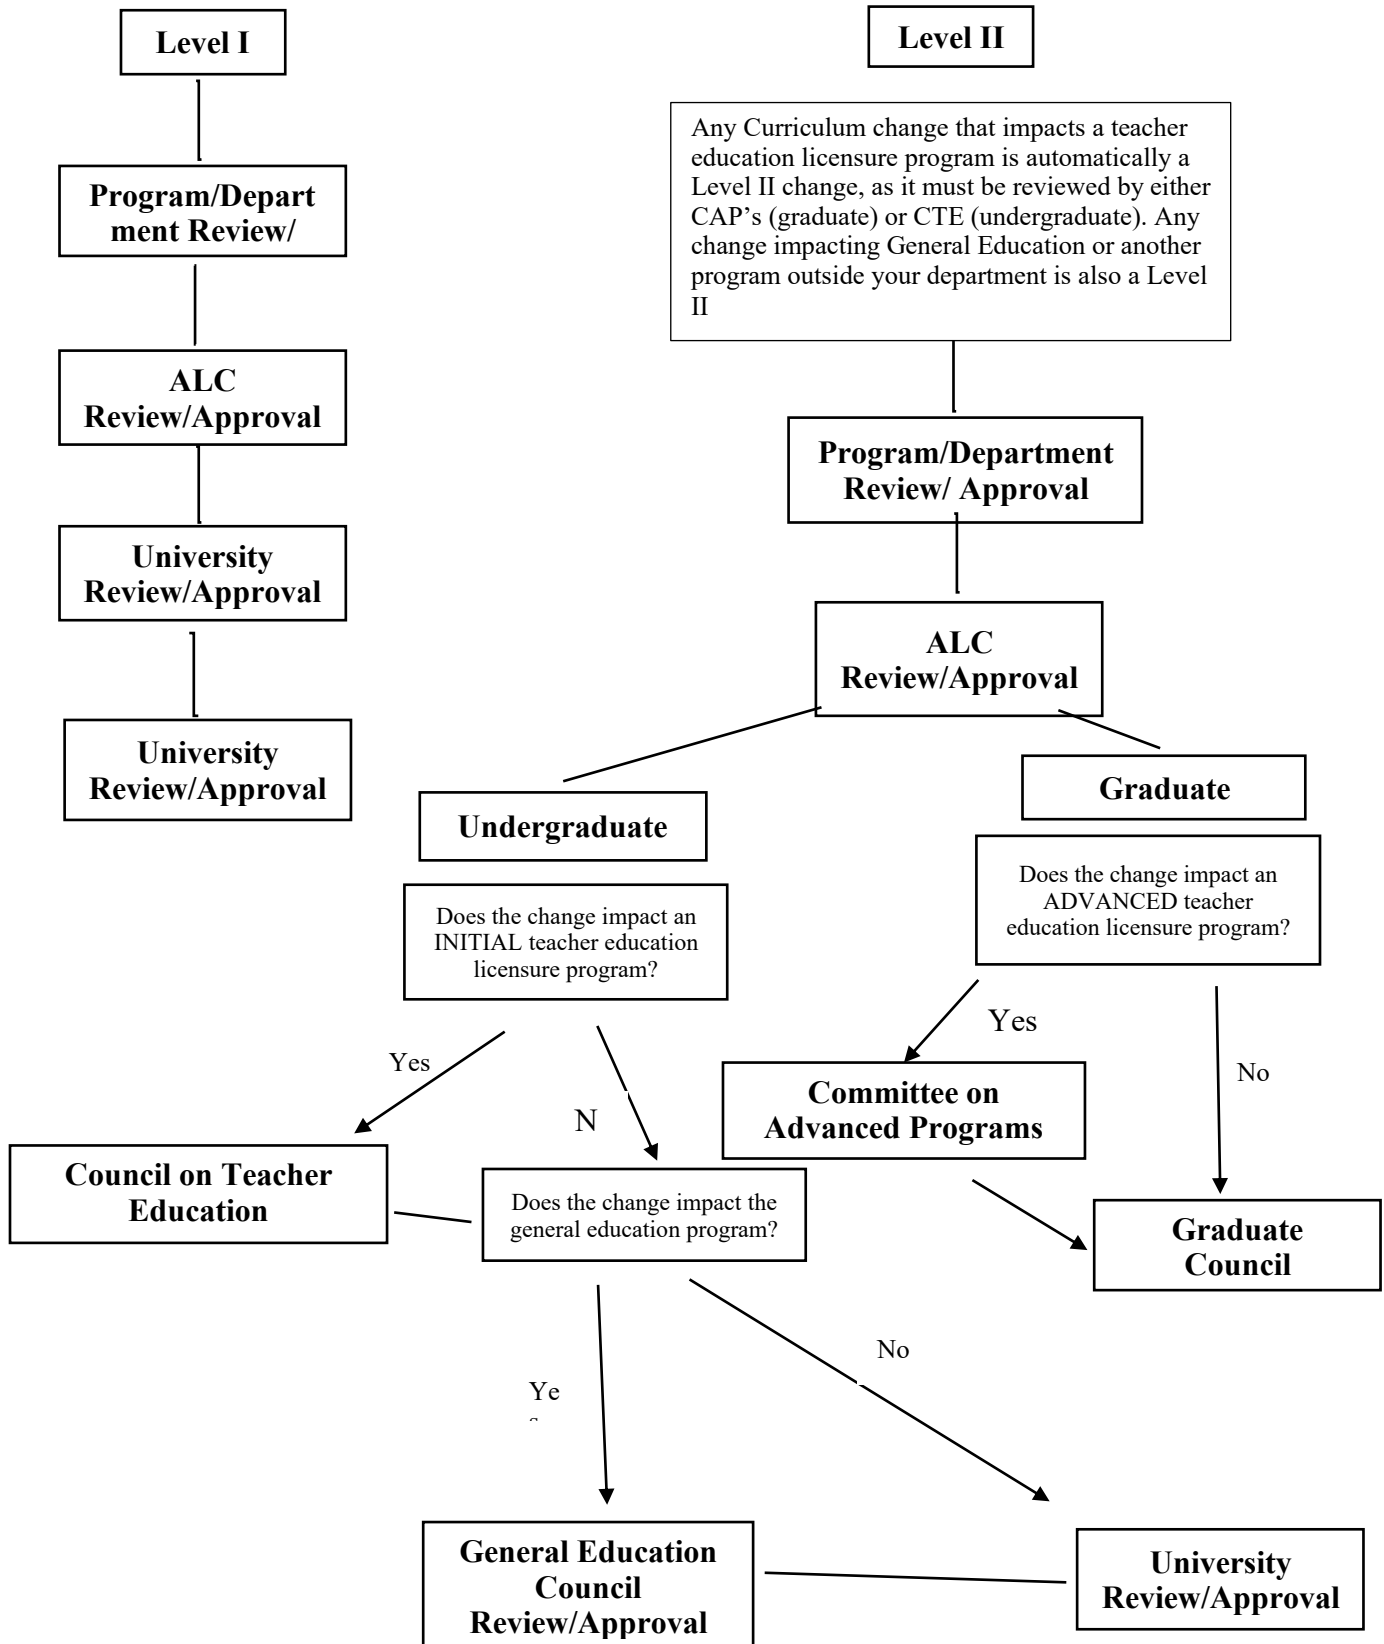 Level I
Program/Depart
ment Review/
ALC
Review/Approval
University
Review/Approval
University
Review/Approval
Level II
Any Curriculum change that impacts a teacher
education licensure program is automatically a
Level II change, as it must be reviewed by either
CAP’s (graduate) or CTE (undergraduate). Any
change impacting General Education or another
program outside your department is also a Level
II
Program/Department
Review/ Approval
ALC
Review/Approval
Undergraduate
Does the change impact an
INITIAL teacher education
licensure program?
Yes
N
Council on Teacher
Education
Does the change impact the
general education program?
Ye
s
No
General Education
Council
Review/Approval
University
Review/Approval
Graduate
Does the change impact an
ADVANCED teacher
education licensure program?
Yes
No
Committee on
Advanced Programs
Graduate
Council